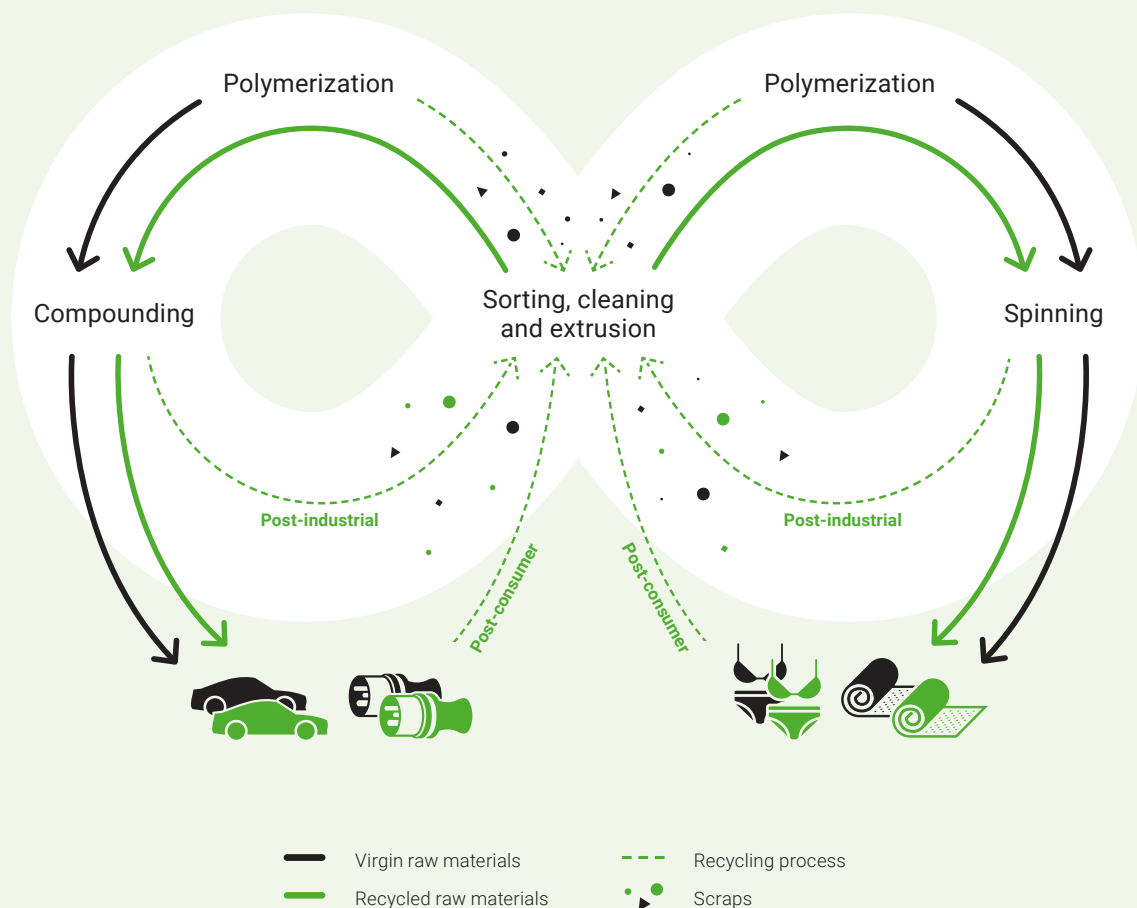 Polymerization
Polymerization
Compounding
Sorting, cleaning
and extrusion
Spinning
Post-industrial
Post-industrial
Post-consumer
Post-consumer
Virgin raw materials
Recycling process
Recycled raw materials
Scraps